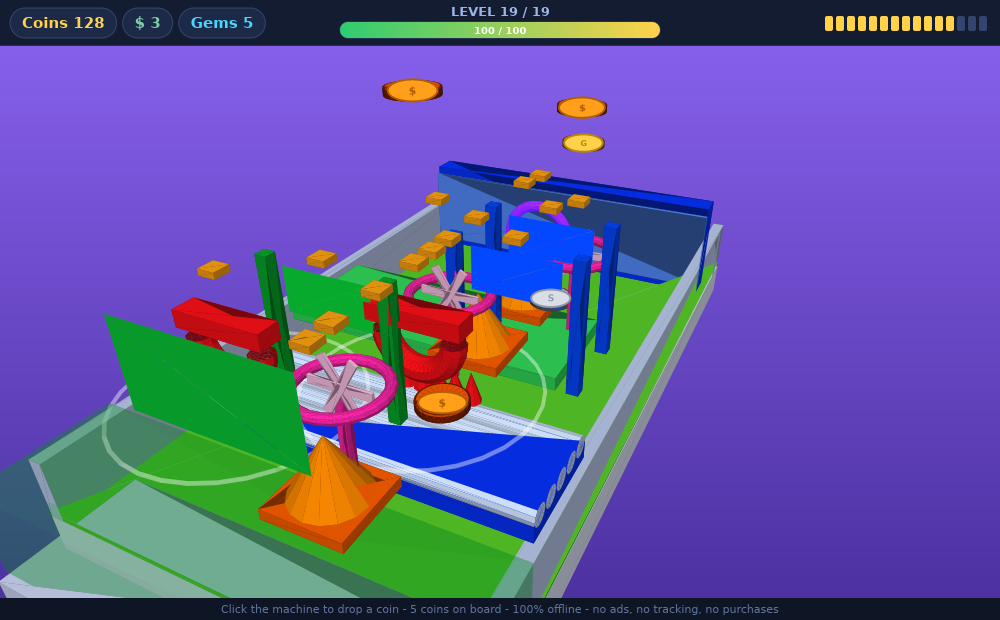 Coins 128
$ 3
Gems 5
LEVEL 19 / 19
100 / 100
$
$
G
S
$
Click the machine to drop a coin - 5 coins on board - 100% offline - no ads, no tracking, no purchases